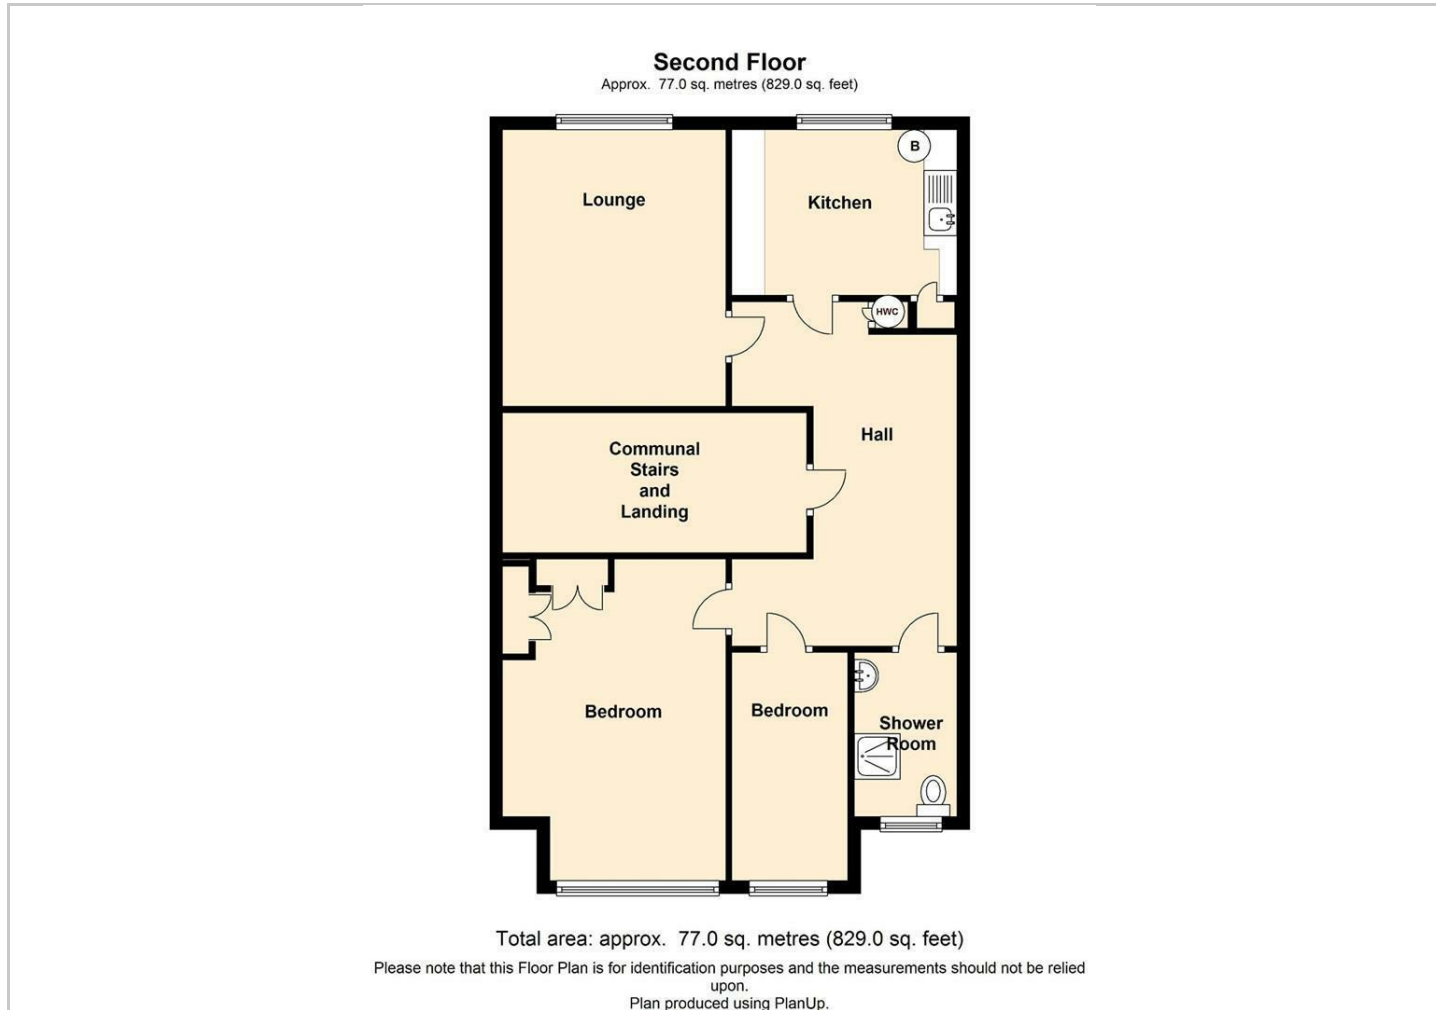 Second Floor
Approx. 77.0 sq. metres (829.0 sq. feet)
Lounge
Kitchen
B
HWC
Hall
Communal
Stairs
and
Landing
Bedroom
Bedroom
Shower
Room
Total area: approx. 77.0 sq. metres (829.0 sq. feet)
Please note that this Floor Plan is for identification purposes and the measurements should not be relied
upon.
Plan produced using PlanUp.